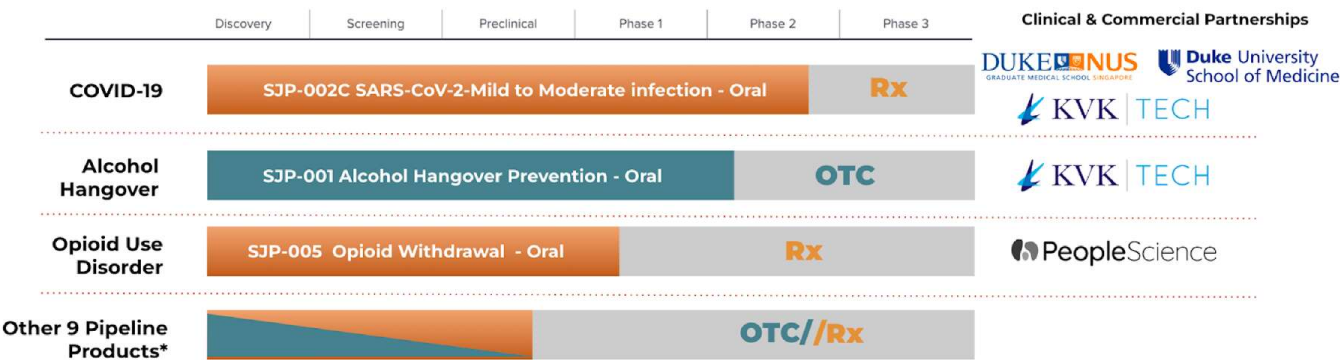 Discovery Screening Preclinical Phase 1 Phase 2 Phase 3 Clinical & Commercial Partnerships
COVID-19
SJP-002C SARS-CoV-2-Mild to Moderate infection - Oral
Rx
DUKE NUS
GRADUATE MEDICAL SCHOOL SINGAPORE
Duke University
School of Medicine
KVK TECH
Alcohol
Hangover
SJP-001 Alcohol Hangover Prevention - Oral
OTC
KVK TECH
Opioid Use
Disorder
SJP-005 Opioid Withdrawal - Oral
Rx
PeopleScience
Other 9 Pipeline
Products*
OTC//Rx